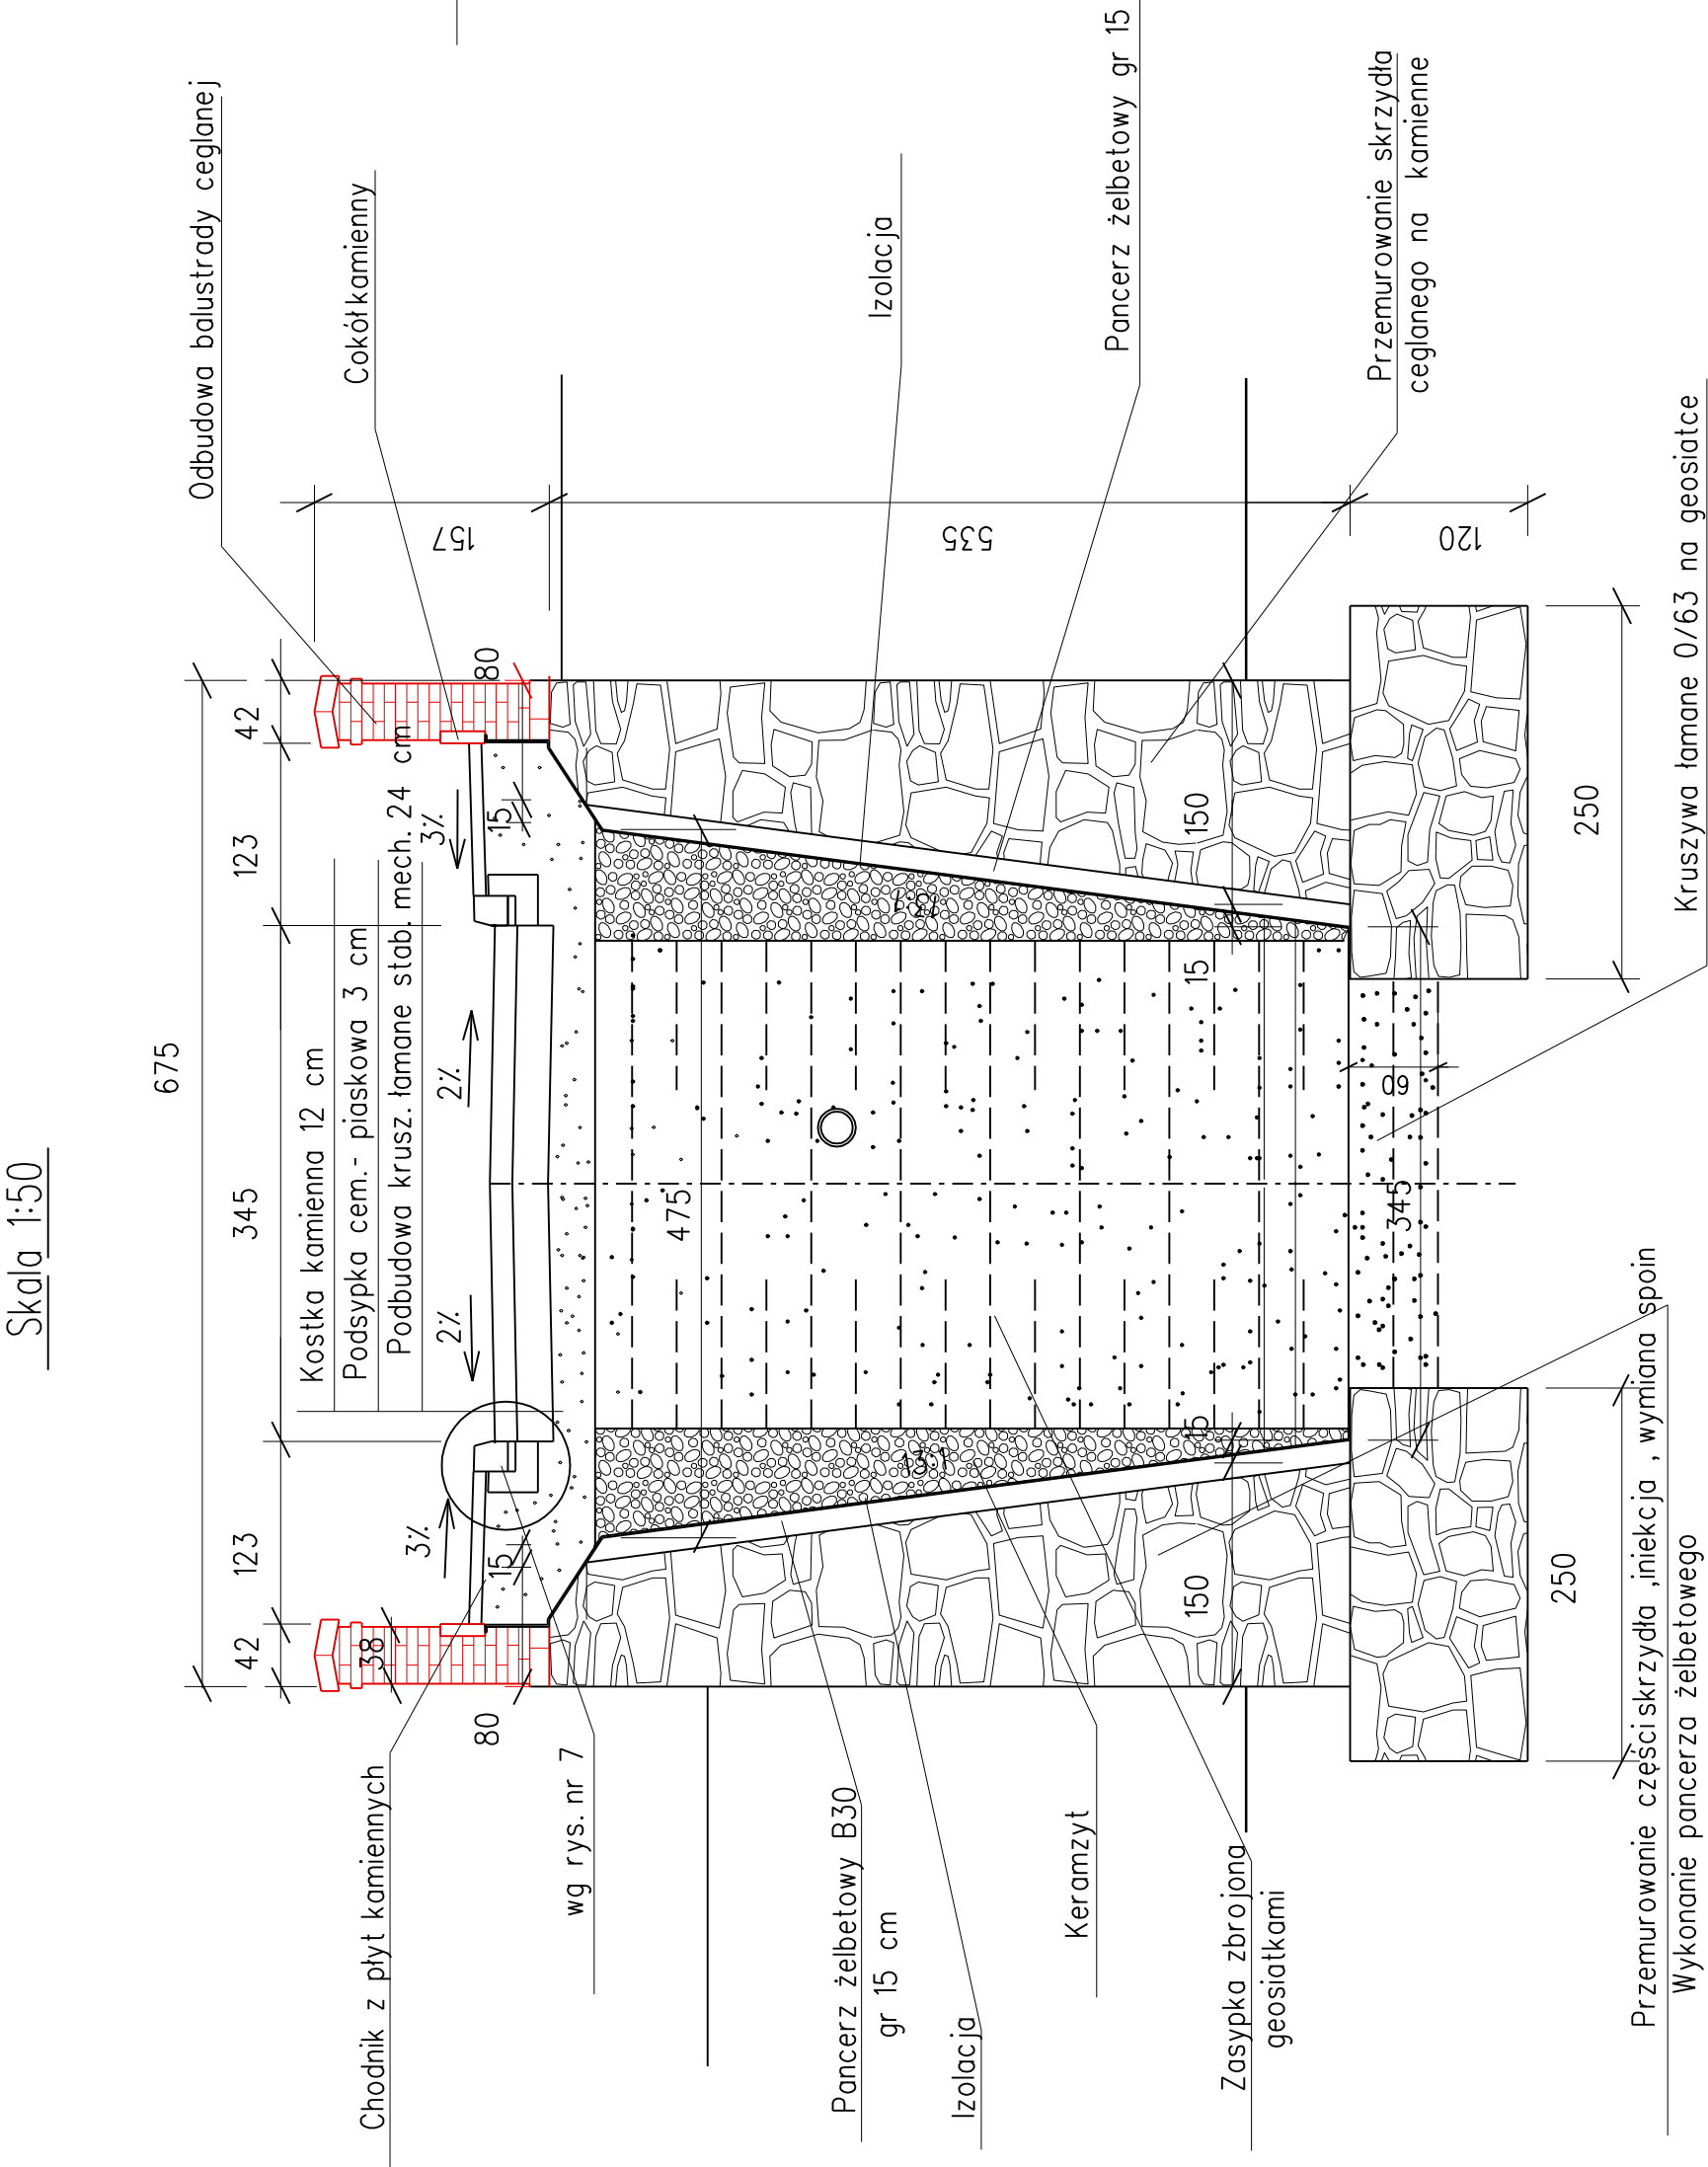 Skala 1:50
675
42
123
345
123
42
Odbudowa balustrady ceglanej
Cokół kamienny
Izolacja
Pancerz żelbetowy gr 15
Przemurowanie skrzydła
ceglanego na kamienne
Kruszywa łamane 0/63 na geosiatce
Kostka kamienna 12 cm
Podsypka cem.- piaskowa 3 cm
Podbudowa krusz. łamane stab. mech. 24 cm
3%
2%
2%
3%
80
15
15
80
38
157
535
120
475
13:1
13:1
150
15
15
150
60
345
250
250
Chodnik z płyt kamiennych
wg rys. nr 7
Pancerz żelbetowy B30
gr 15 cm
Izolacja
Keramzyt
Zasypka zbrojona
geosiatkami
Przemurowanie części skrzydła ,iniekcja , wymiana spoin
Wykonanie pancerza żelbetowego